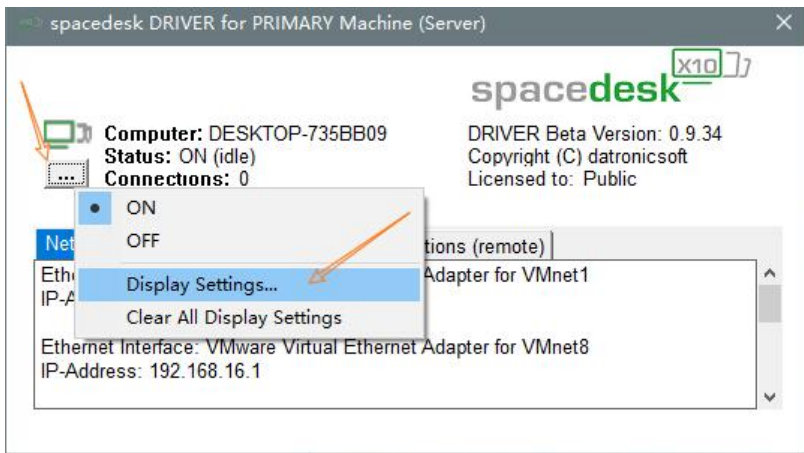 spacedesk DRIVER for PRIMARY Machine (Server)
X10
spacedesk
Computer: DESKTOP-735BB09
Status: ON (idle)
Connections: 0
DRIVER Beta Version: 0.9.34
Copyright (C) datronicsoft
Licensed to: Public
...
ON
OFF
Display Settings...
Clear All Display Settings
Net
tions (remote)
Eth Adapter for VMnet1
IP-A
Ethernet Interface: VMware Virtual Ethernet Adapter for VMnet8
IP-Address: 192.168.16.1